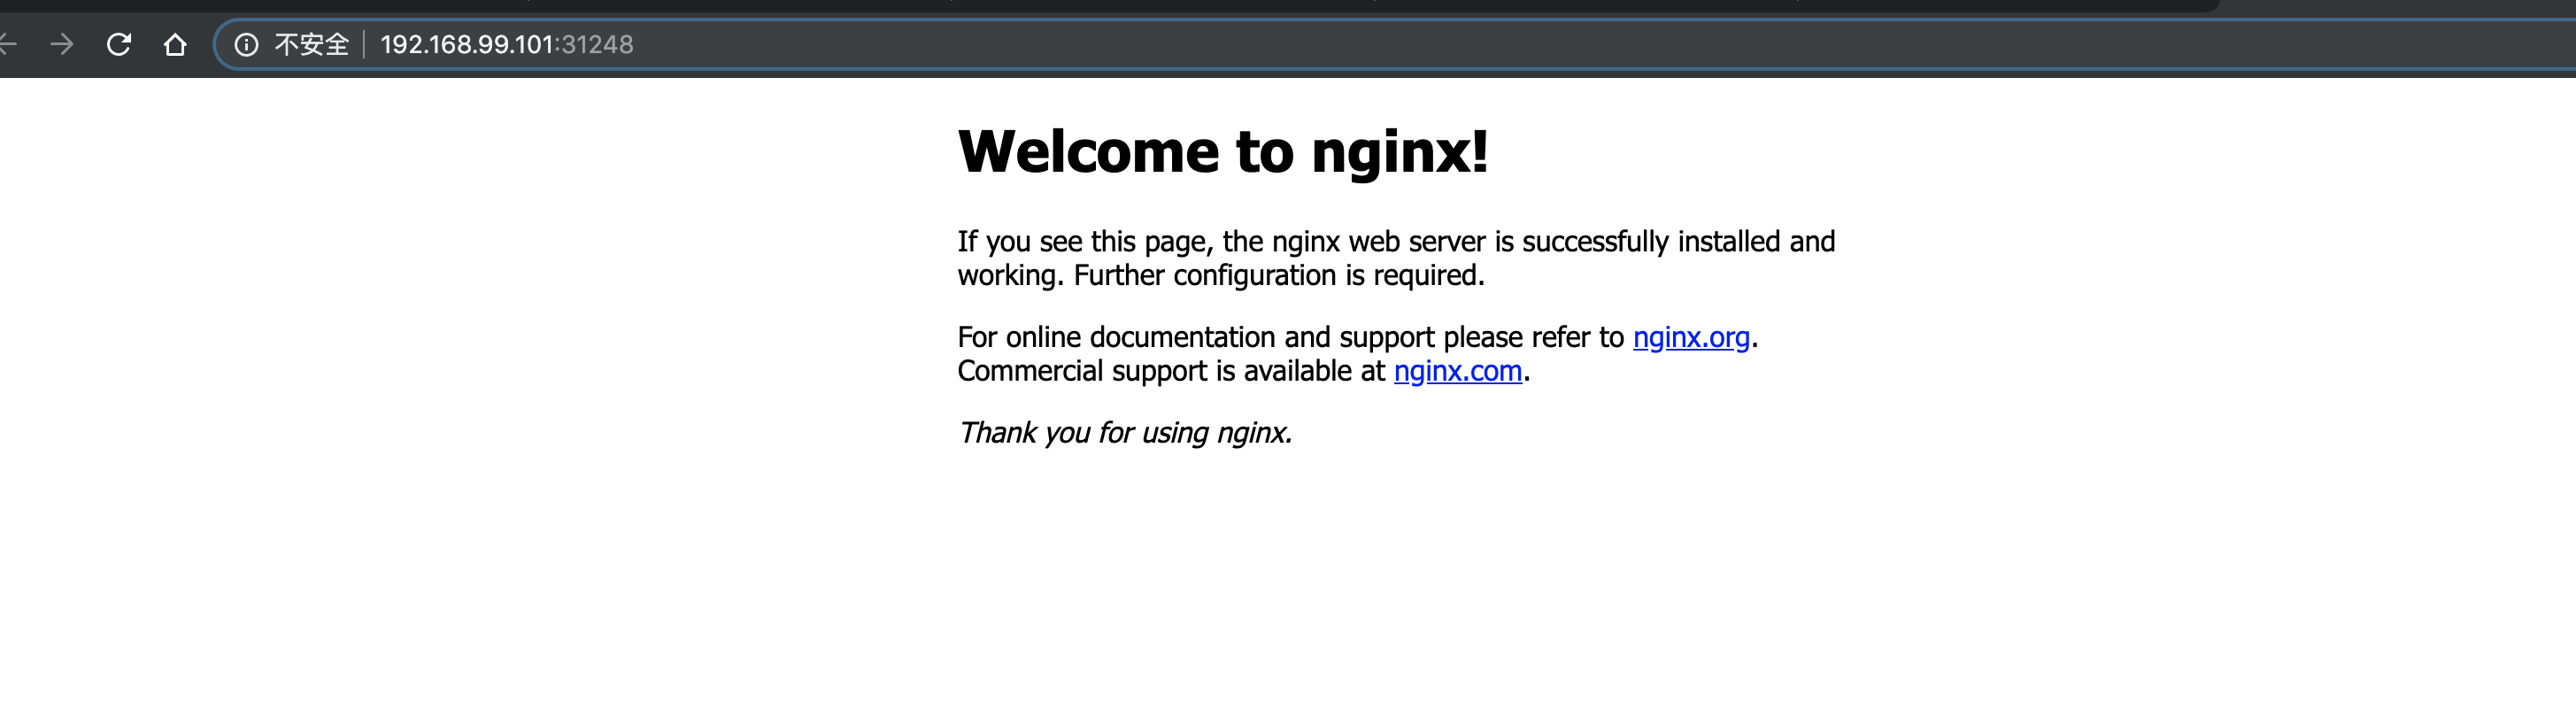 不安全 192.168.99.101:31248
Welcome to nginx!
If you see this page, the nginx web server is successfully installed and
working. Further configuration is required.
For online documentation and support please refer to nginx.org.
Commercial support is available at nginx.com.
Thank you for using nginx.